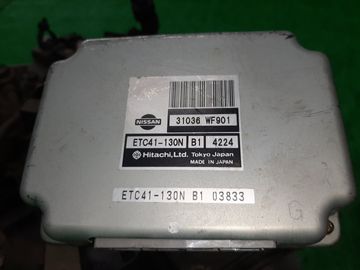 31036 WF901
NISSAN
ETC41-130N B1 4224
Hitachi, Ltd. Tokyo Japan
MADE IN JAPAN
ETC41-130N B1 03833
G